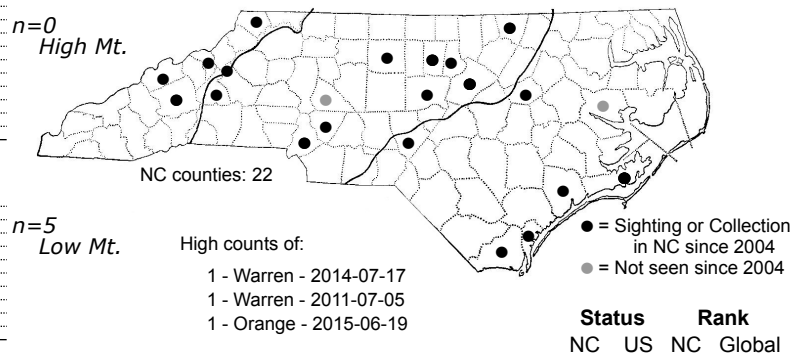 n=0
High Mt.
NC counties: 22
n=5
Low Mt.
High counts of:
1 - Warren - 2014-07-17
1 - Warren - 2011-07-05
1 - Orange - 2015-06-19
= Sighting or Collection
in NC since 2004
= Not seen since 2004
Status Rank
NC US NC Global